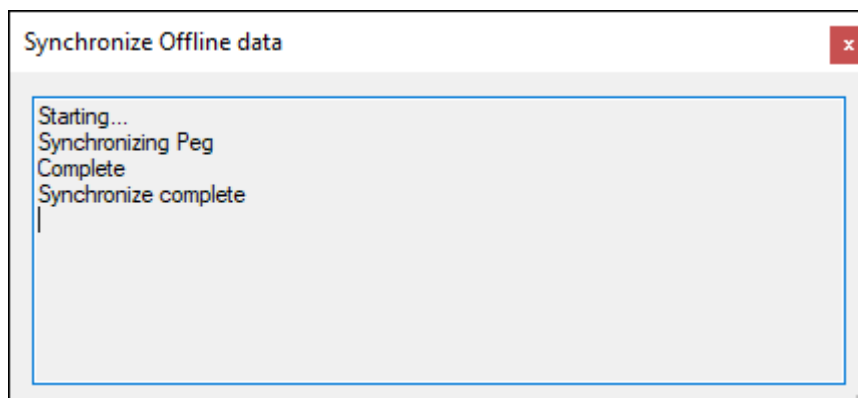 Synchronize Offline data
x
Starting...
Synchronizing Peg
Complete
Synchronize complete